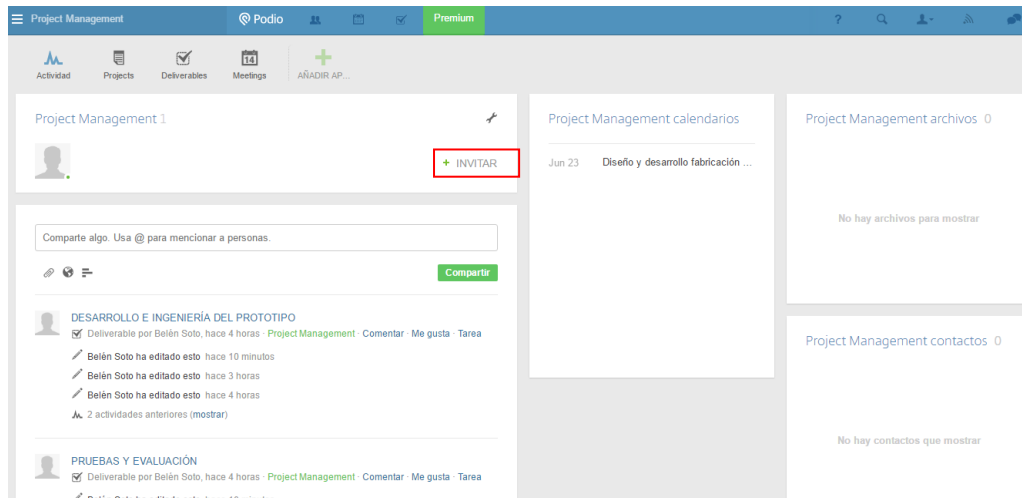 Project Management
Podio
Premium
?
Actividad
Projects
Deliverables
14
Meetings
AÑADIR AP...
Project Management 1
+ INVITAR
Comparte algo. Usa @ para mencionar a personas.
Compartir
DESARROLLO E INGENIERÍA DEL PROTOTIPO
Deliverable por Belén Soto, hace 4 horas · Project Management · Comentar · Me gusta · Tarea
Belén Soto ha editado esto hace 10 minutos
Belén Soto ha editado esto hace 3 horas
Belén Soto ha editado esto hace 4 horas
2 actividades anteriores (mostrar)
PRUEBAS Y EVALUACIÓN
Deliverable por Belén Soto, hace 4 horas · Project Management · Comentar · Me gusta · Tarea
Project Management calendarios
Jun 23 Diseño y desarrollo fabricación ...
Project Management archivos 0
No hay archivos para mostrar
Project Management contactos 0
No hay contactos que mostrar